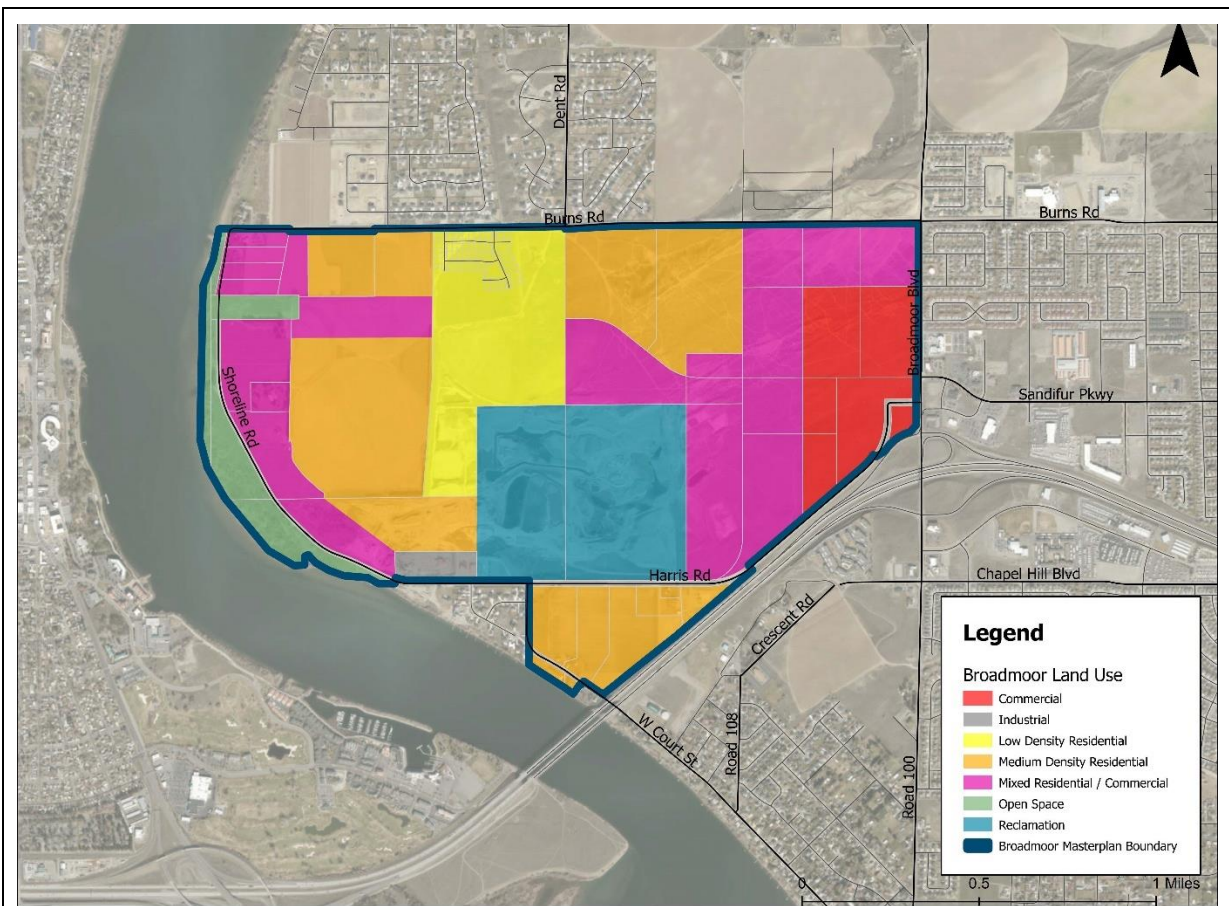 Dent Rd
Burns Rd
Burns Rd
Broadmoor Blvd
Shoreline Rd
Sandifur Pkwy
Harris Rd
Chapel Hill Blvd
Crescent Rd
W Court St
Road 108
Road 100
Legend
Broadmoor Land Use
Commercial
Industrial
Low Density Residential
Medium Density Residential
Mixed Residential / Commercial
Open Space
Reclamation
Broadmoor Masterplan Boundary
0 0.5 1 Miles